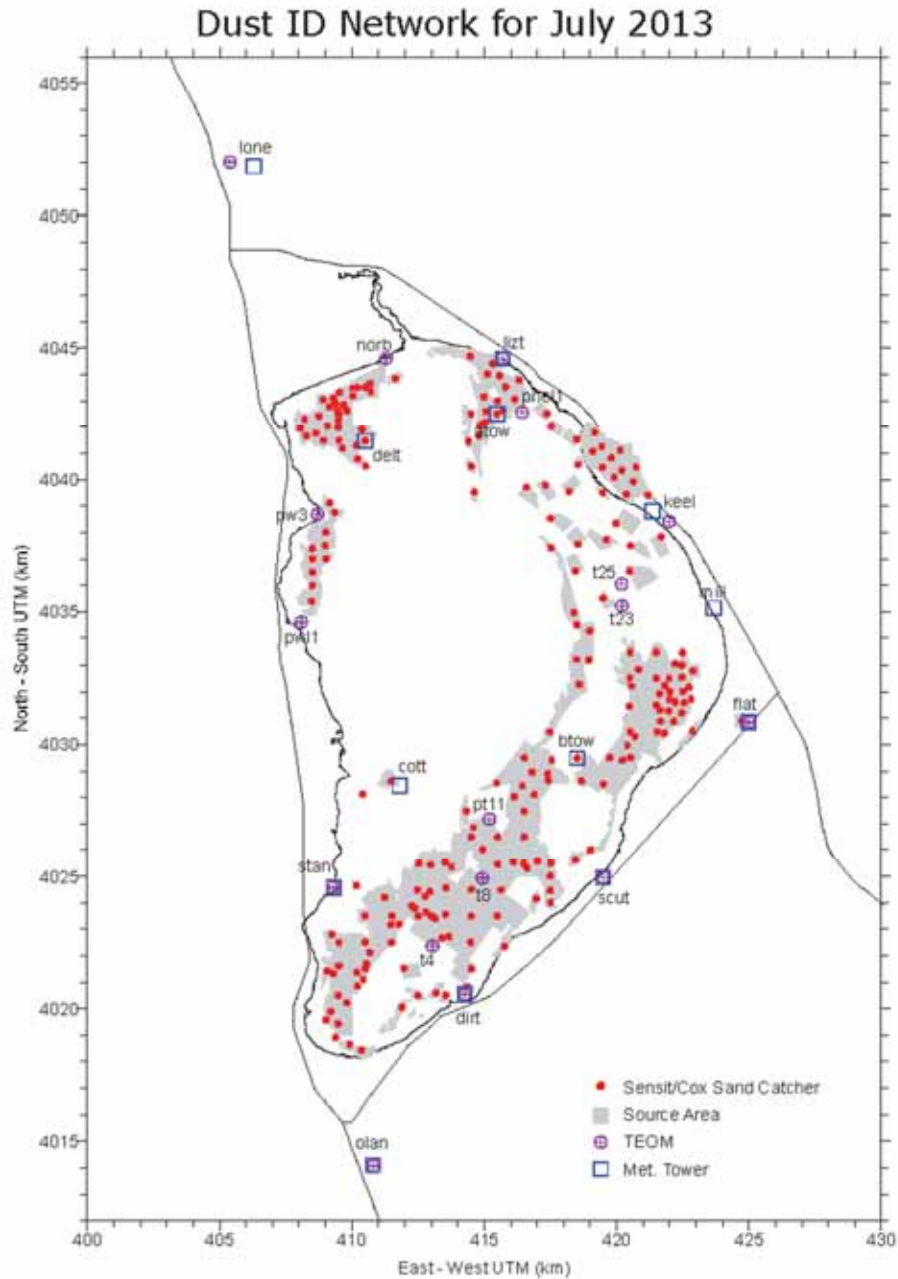 Dust ID Network for July 2013
4055
lone
4050
4045
norb
lizt
delt
4040
keel
pw3
t25
t23
4035
North - South UTM (km)
flat
4030
btow
cott
pt11
4025
stan
t8
scut
t4
4020
dirt
Sensit/Cox Sand Catcher
Source Area
TEOM
Met. Tower
4015
olan
400
405
410
415
420
425
430
East - West UTM (km)